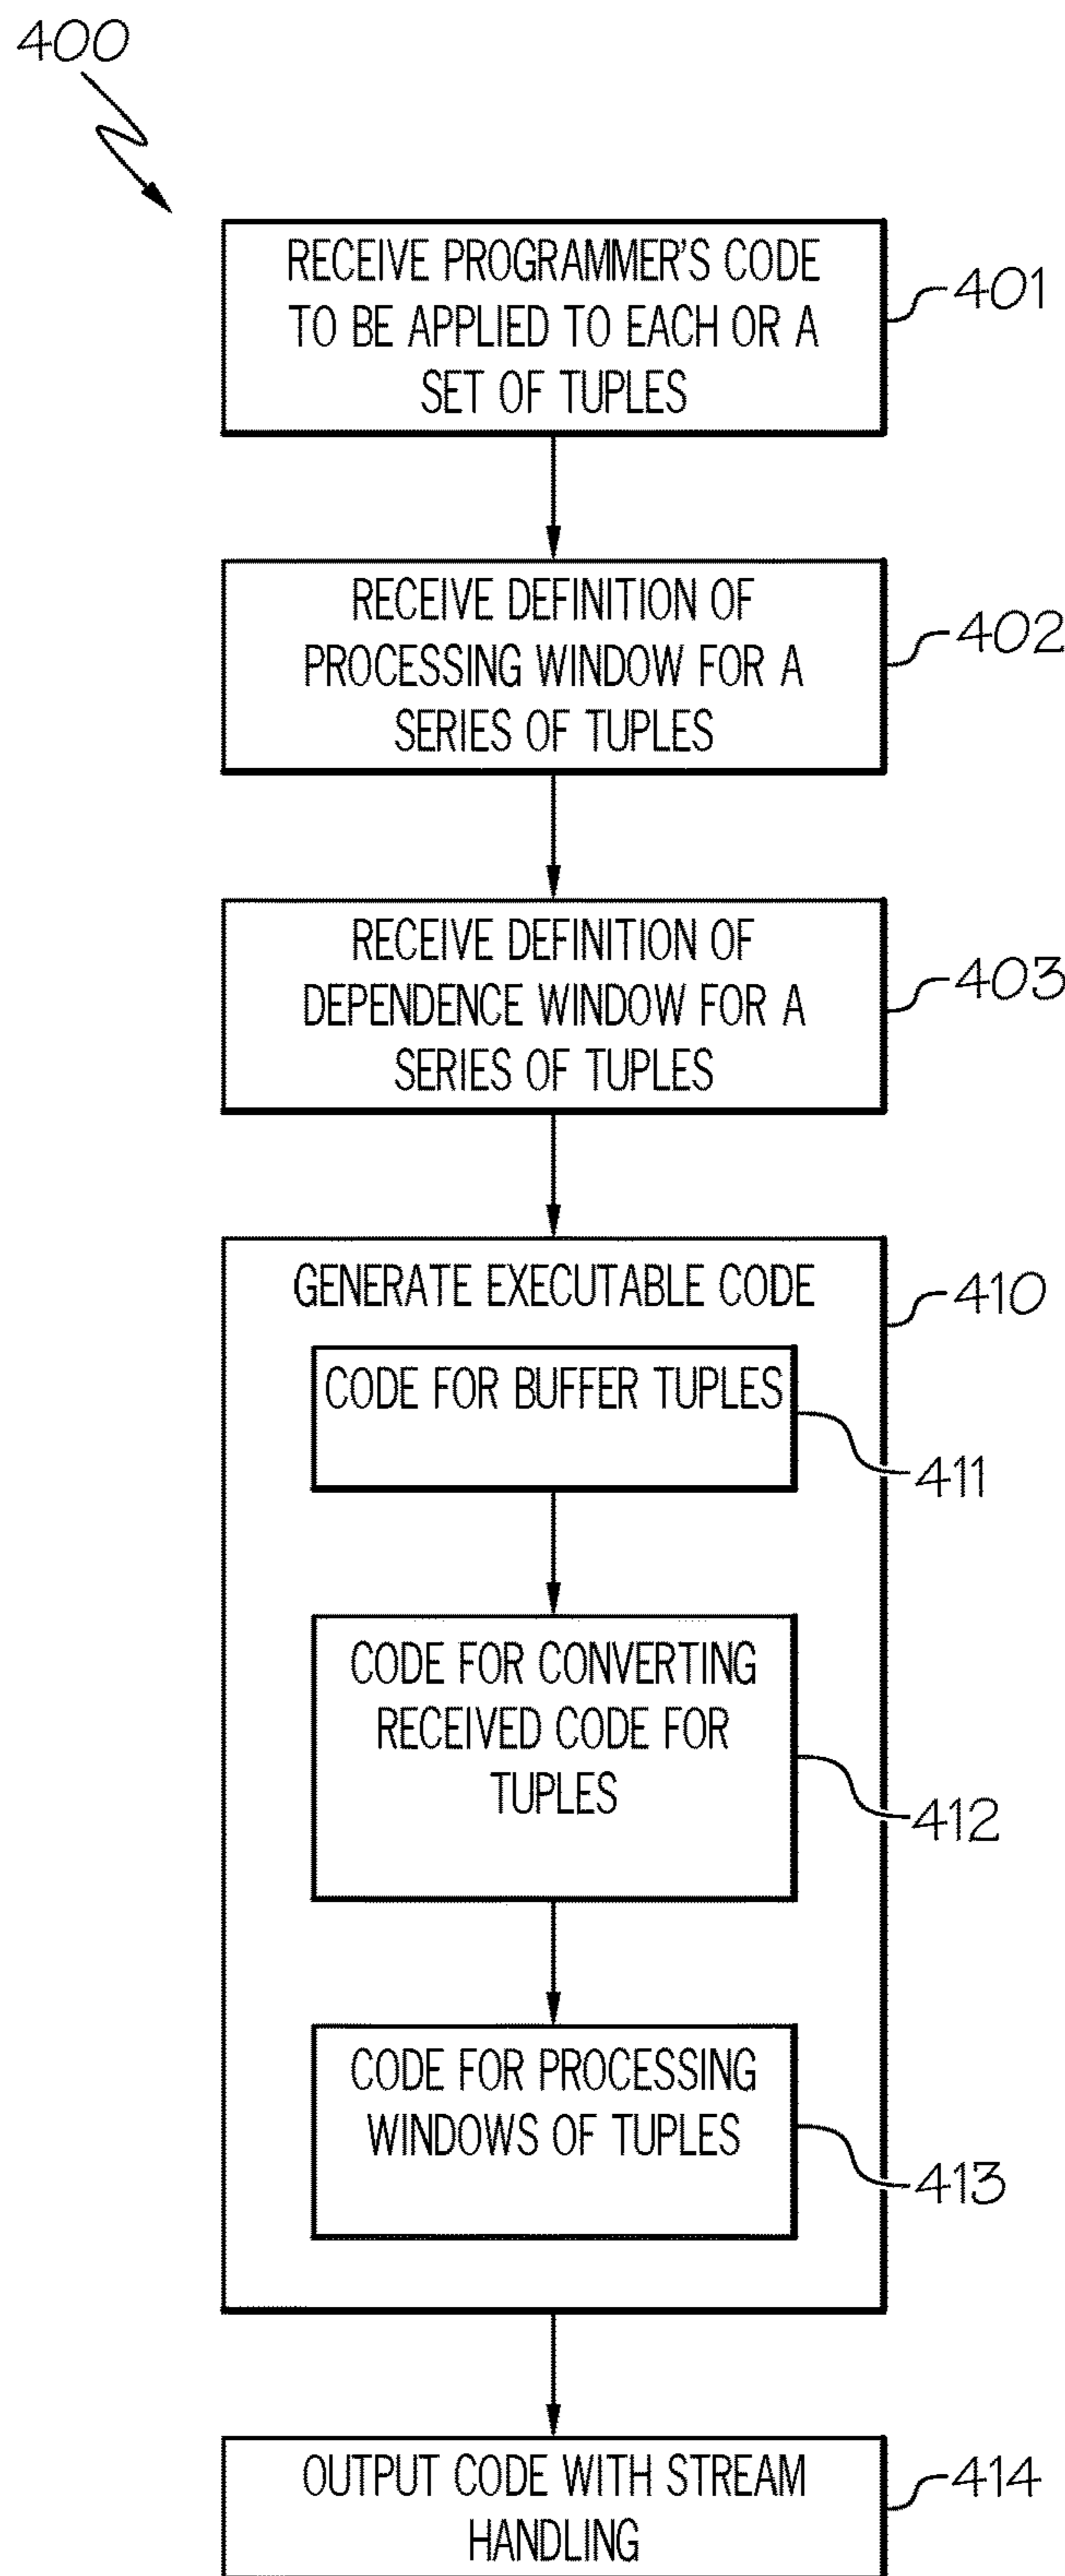 400
RECEIVE PROGRAMMER'S CODE
TO BE APPLIED TO EACH OR A
SET OF TUPLES
401
RECEIVE DEFINITION OF
PROCESSING WINDOW FOR A
SERIES OF TUPLES
402
RECEIVE DEFINITION OF
DEPENDENCE WINDOW FOR A
SERIES OF TUPLES
403
GENERATE EXECUTABLE CODE
410
CODE FOR BUFFER TUPLES
411
CODE FOR CONVERTING
RECEIVED CODE FOR
TUPLES
412
CODE FOR PROCESSING
WINDOWS OF TUPLES
413
OUTPUT CODE WITH STREAM
HANDLING
414